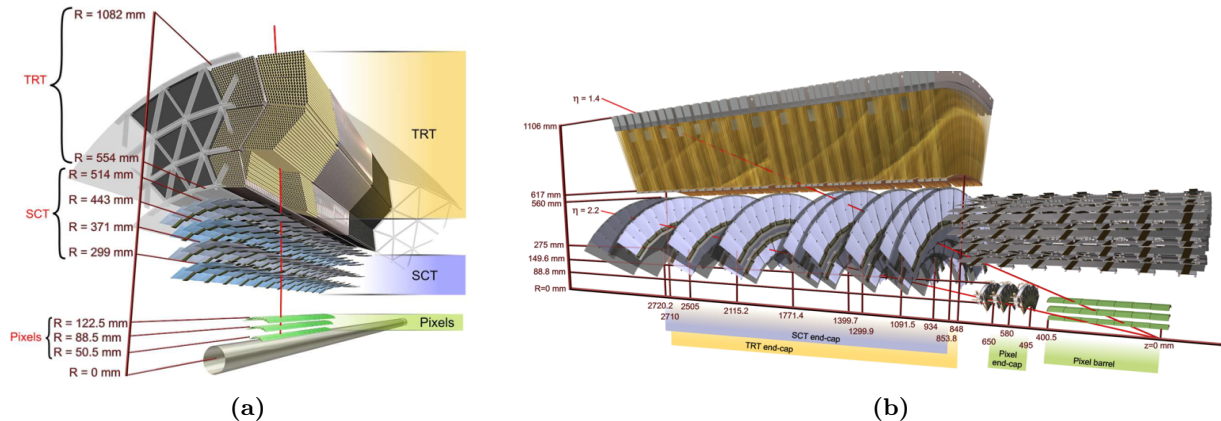 R = 1082 mm
TRT
TRT
R = 554 mm
R = 514 mm
R = 443 mm
SCT
R = 371 mm
R = 299 mm
SCT
R = 122.5 mm
Pixels
R = 88.5 mm
R = 50.5 mm
R = 0 mm
Pixels
(a)
η = 1.4
1106 mm
617 mm
560 mm
η = 2.2
275 mm
149.6 mm
88.8 mm
R=0 mm
2720.2
2710
2505
2115.2
1771.4
1399.7
1299.9
1091.5
934
853.8
848
650
580
495
400.5
z=0 mm
SCT end-cap
TRT end-cap
Pixel
end-cap
Pixel barrel
(b)